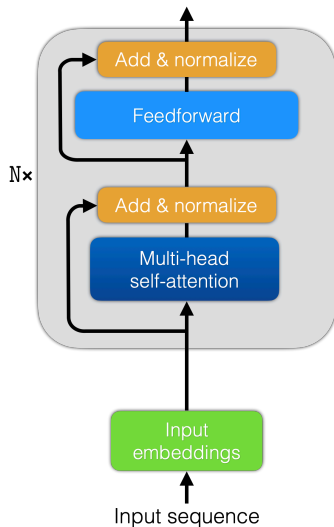 Add & normalize
Feedforward
N×
Add & normalize
Multi-head
self-attention
Input
embeddings
Input sequence